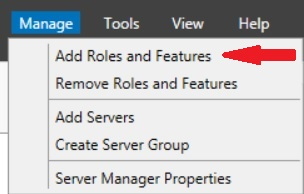 Manage Tools View Help
Add Roles and Features
Remove Roles and Features
Add Servers
Create Server Group
Server Manager Properties